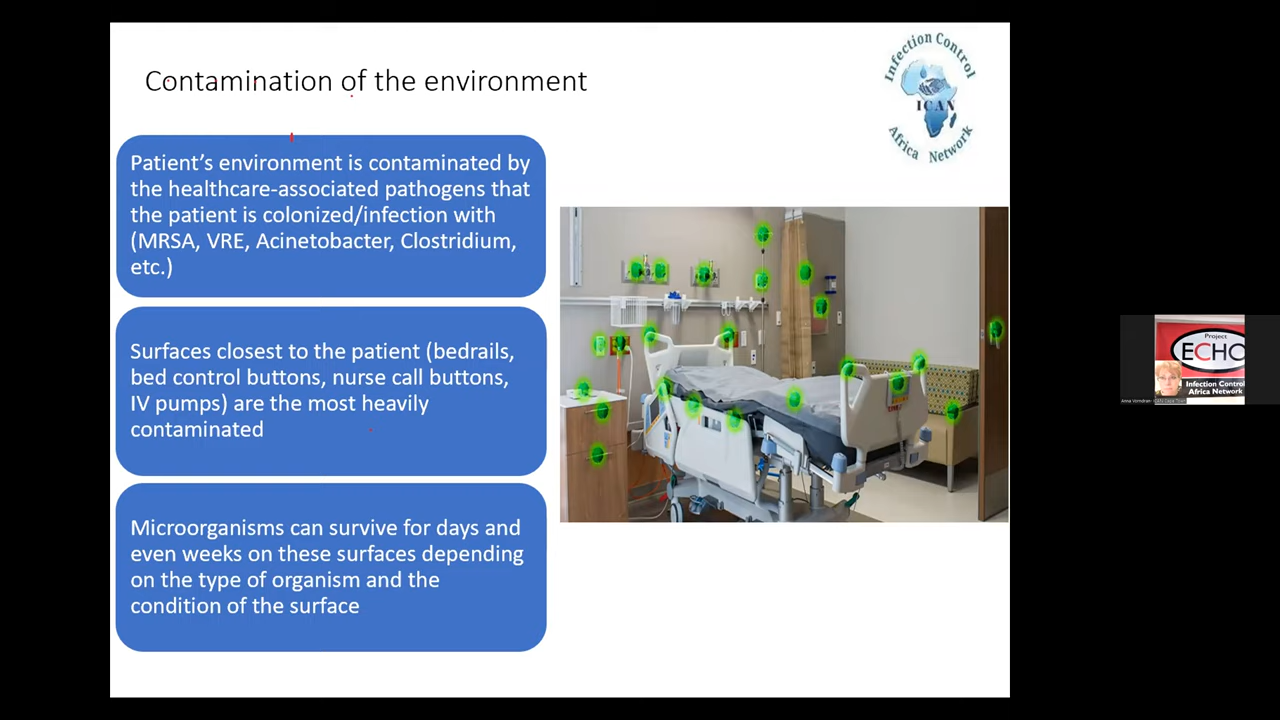 Contamination of the environment
Infection Control
ICAN
Africa Network
Patient’s environment is contaminated by
the healthcare-associated pathogens that
the patient is colonized/infection with
(MRSA, VRE, Acinetobacter, Clostridium,
etc.)
Surfaces closest to the patient (bedrails,
bed control buttons, nurse call buttons,
IV pumps) are the most heavily
contaminated
Microorganisms can survive for days and
even weeks on these surfaces depending
on the type of organism and the
condition of the surface
Project
ECHO
Infection Control
Africa Network